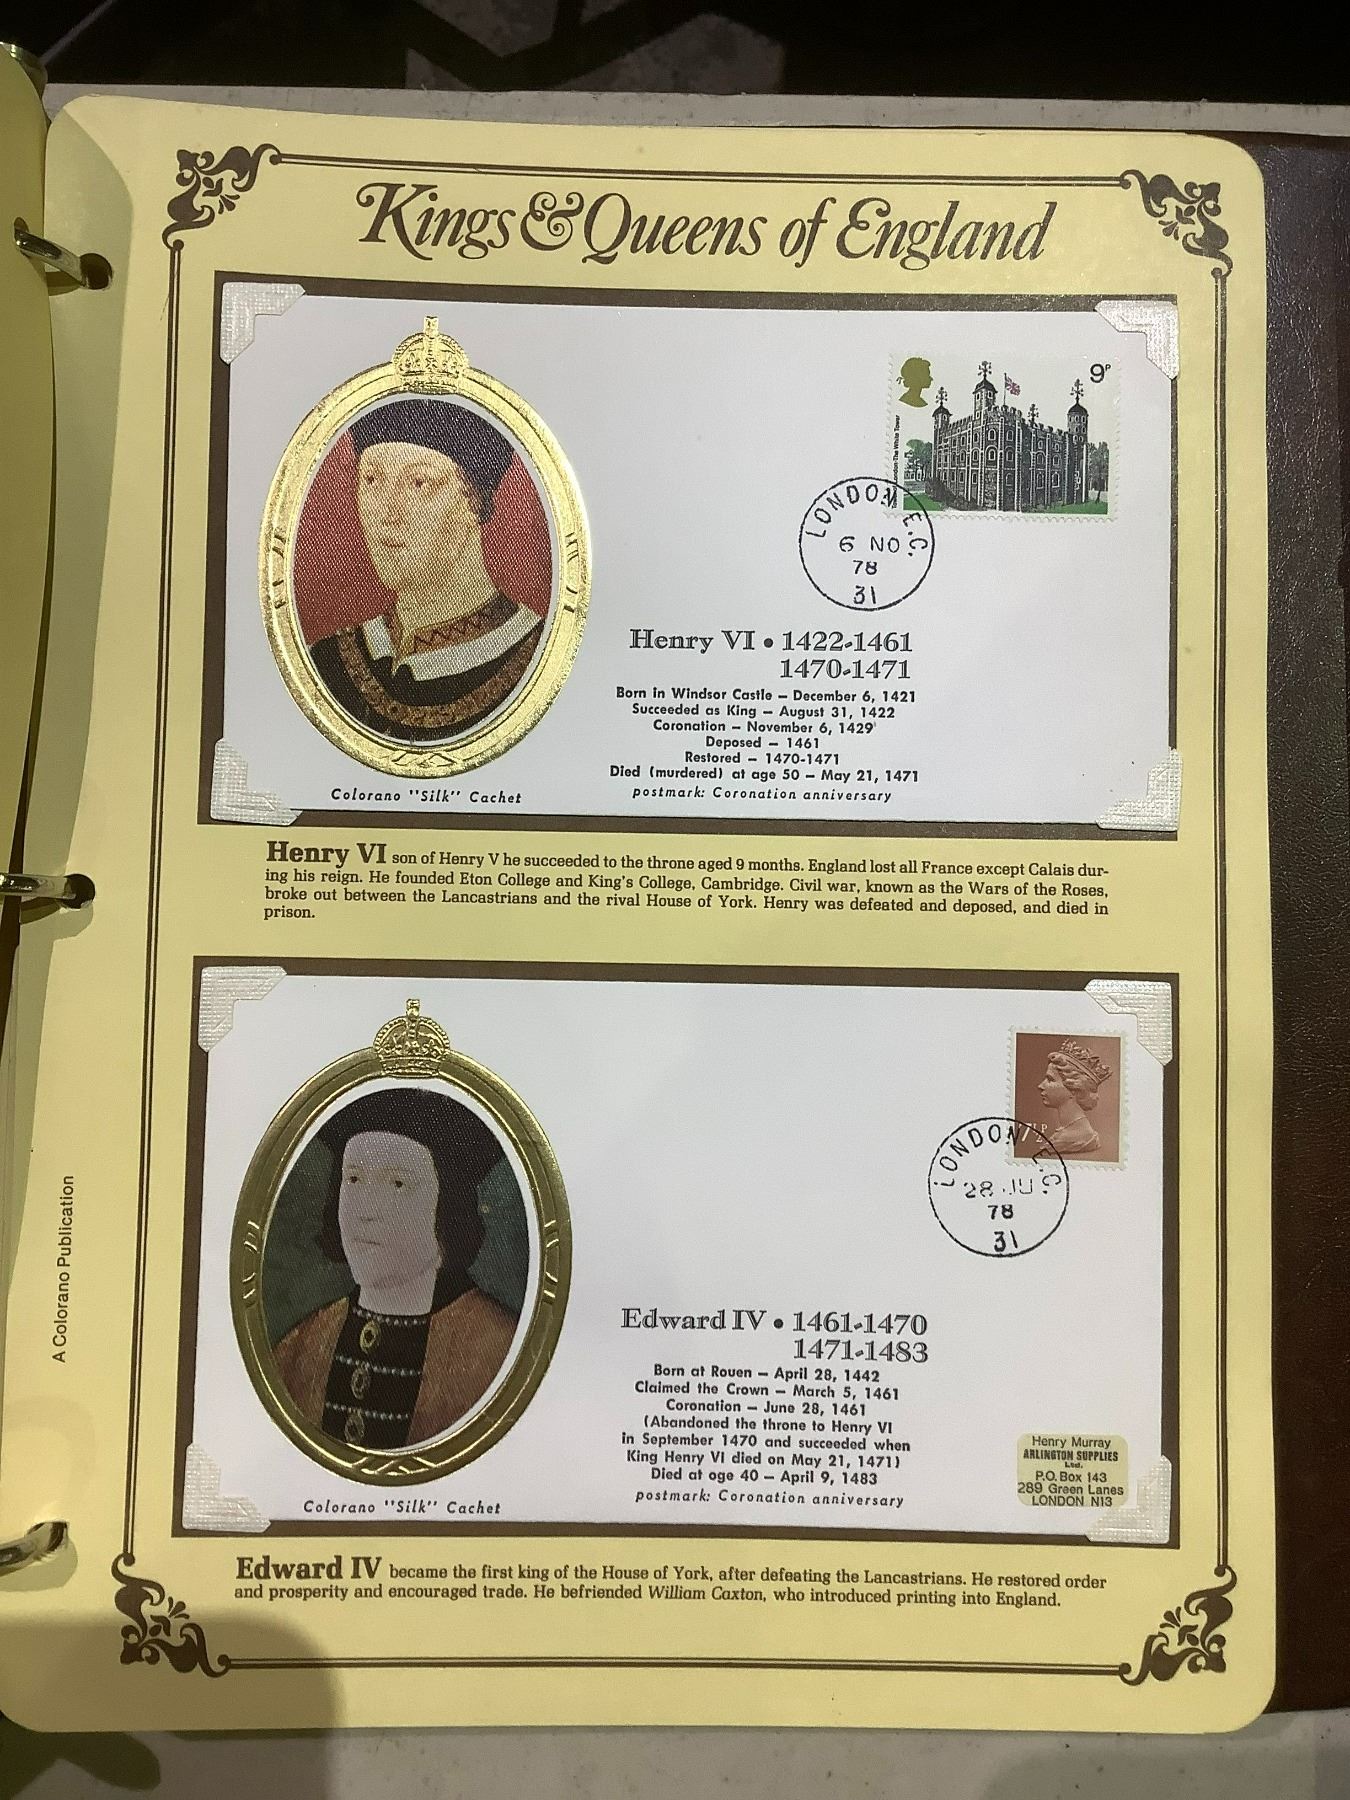 Kings & Queens of England
9P
London The White Tower
LONDON E.C.
6 NO
78
31
Henry VI • 1422-1461
1470-1471
Born in Windsor Castle – December 6, 1421
Succeeded as King – August 31, 1422
Coronation – November 6, 1429
Deposed – 1461
Restored – 1470-1471
Died (murdered) at age 50 – May 21, 1471
postmark: Coronation anniversary
Colorano "Silk" Cachet
Henry VI son of Henry V he succeeded to the throne aged 9 months. England lost all France except Calais dur-
ing his reign. He founded Eton College and King's College, Cambridge. Civil war, known as the Wars of the Roses,
broke out between the Lancastrians and the rival House of York. Henry was defeated and deposed, and died in
prison.
7½P
LONDON E.C.
28 JU
78
31
Edward IV • 1461-1470
1471-1483
Born at Rouen – April 28, 1442
Claimed the Crown – March 5, 1461
Coronation – June 28, 1461
(Abandoned the throne to Henry VI
in September 1470 and succeeded when
King Henry VI died on May 21, 1471)
Died at oge 40 – April 9, 1483
postmark: Coronation anniversary
Henry Murray
ARLINGTON SUPPLIES
Ltd.
P.O. Box 143
289 Green Lanes
LONDON N13
Colorano "Silk" Cachet
Edward IV became the first king of the House of York, after defeating the Lancastrians. He restored order
and prosperity and encouraged trade. He befriended William Caxton, who introduced printing into England.
A Colorano Publication